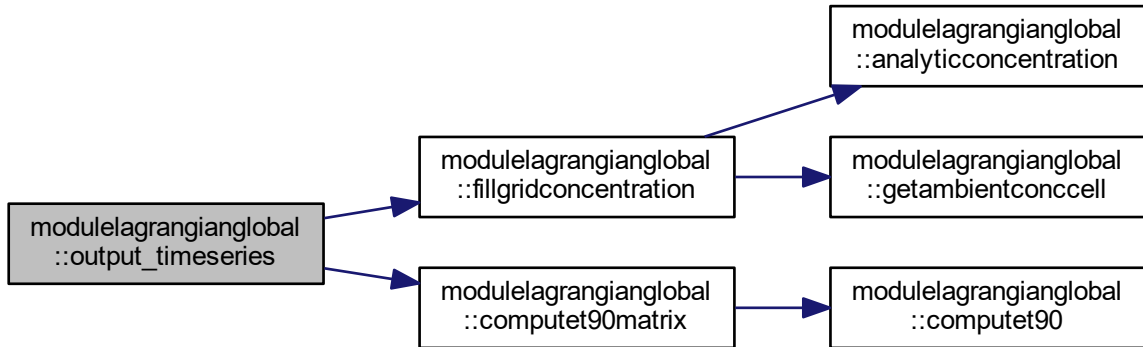 modulelagrangianglobal
::output_timeseries
modulelagrangianglobal
::fillgridconcentration
modulelagrangianglobal
::computet90matrix
modulelagrangianglobal
::analyticconcentration
modulelagrangianglobal
::getambientconccell
modulelagrangianglobal
::computet90